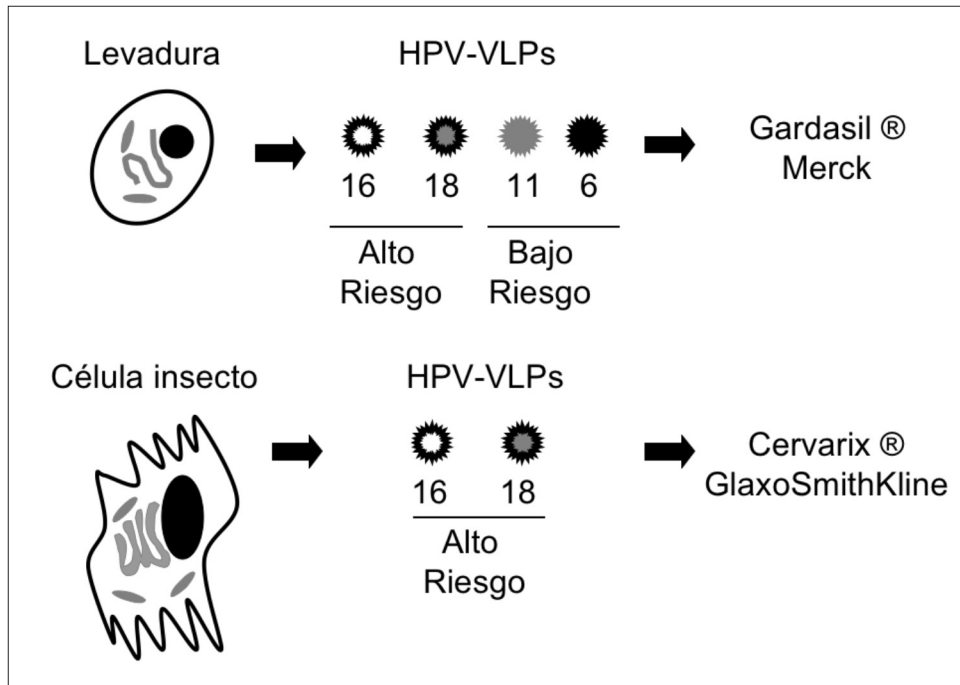 Levadura
HPV-VLPs
16 18 11 6
Gardasil ®
Merck
Alto
Riesgo
Bajo
Riesgo
Célula insecto
HPV-VLPs
16 18
Cervarix ®
GlaxoSmithKline
Alto
Riesgo